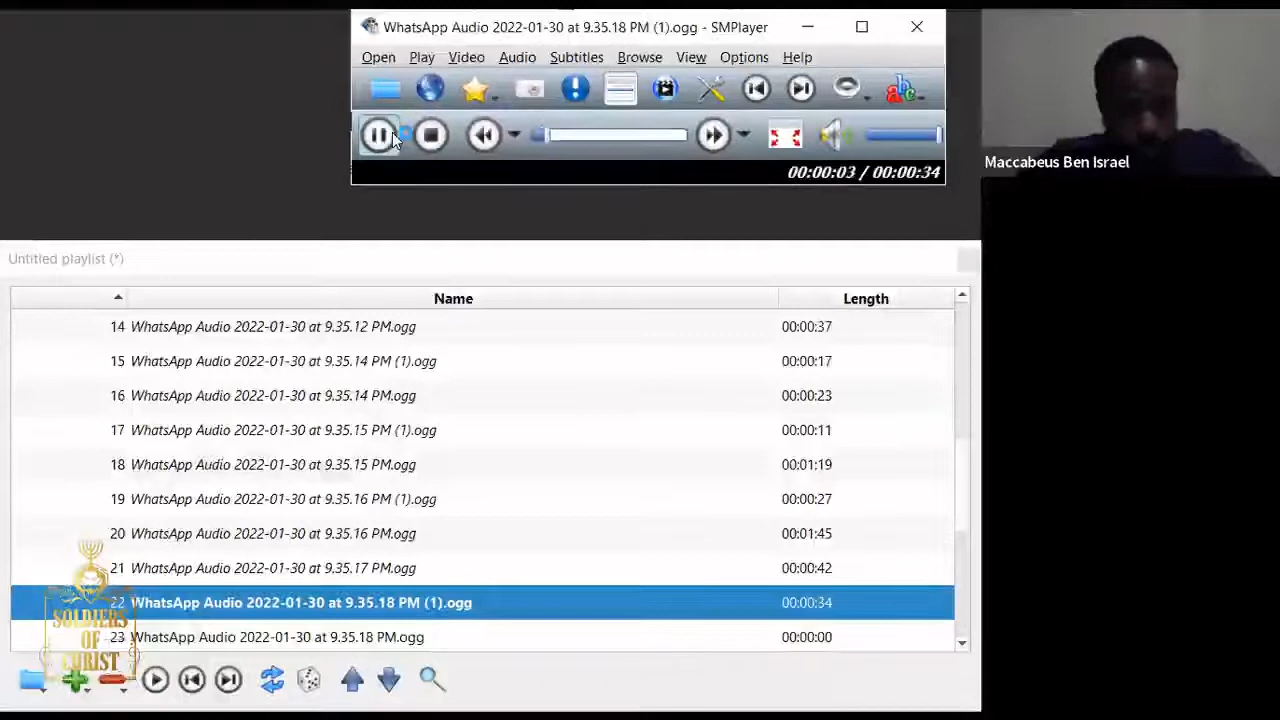 WhatsApp Audio 2022-01-30 at 9.35.18 PM (1).ogg - SMPlayer
Open Play Video Audio Subtitles Browse View Options Help
00:00:03 / 00:00:34
Maccabeus Ben Israel
Untitled playlist (*)
Name Length
14 WhatsApp Audio 2022-01-30 at 9.35.12 PM.ogg 00:00:37
15 WhatsApp Audio 2022-01-30 at 9.35.14 PM (1).ogg 00:00:17
16 WhatsApp Audio 2022-01-30 at 9.35.14 PM.ogg 00:00:23
17 WhatsApp Audio 2022-01-30 at 9.35.15 PM (1).ogg 00:00:11
18 WhatsApp Audio 2022-01-30 at 9.35.15 PM.ogg 00:01:19
19 WhatsApp Audio 2022-01-30 at 9.35.16 PM (1).ogg 00:00:27
20 WhatsApp Audio 2022-01-30 at 9.35.16 PM.ogg 00:01:45
21 WhatsApp Audio 2022-01-30 at 9.35.17 PM.ogg 00:00:42
22 WhatsApp Audio 2022-01-30 at 9.35.18 PM (1).ogg 00:00:34
23 WhatsApp Audio 2022-01-30 at 9.35.18 PM.ogg 00:00:00
SOLDIERS
OF
CHRIST